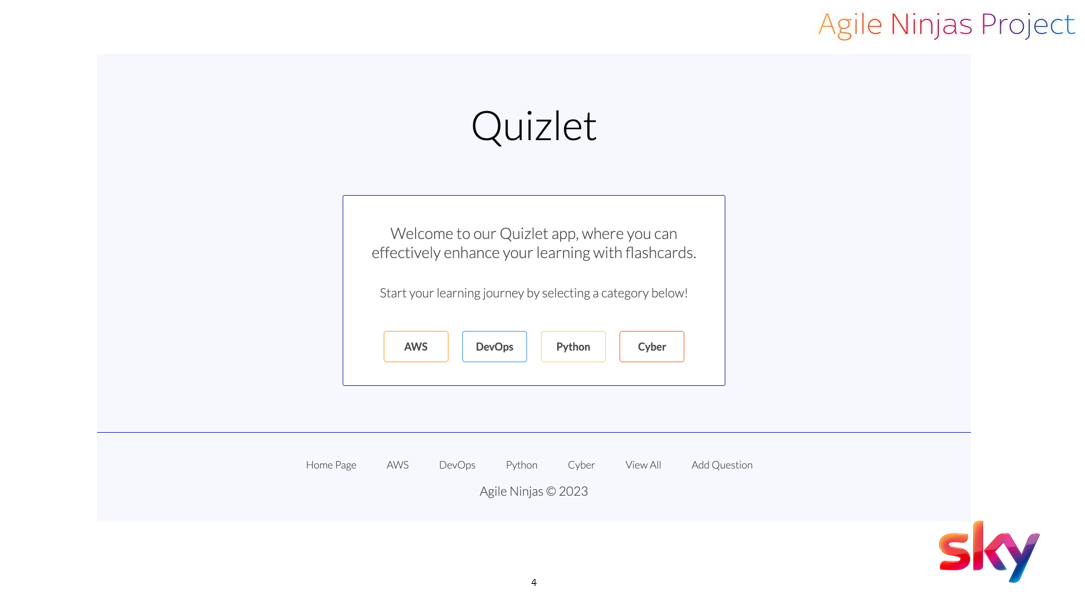 Agile Ninjas Project
Quizlet
Welcome to our Quizlet app, where you can
effectively enhance your learning with flashcards.
Start your learning journey by selecting a category below!
AWS DevOps Python Cyber
Home Page AWS DevOps Python Cyber View All Add Question
Agile Ninjas © 2023
sky
4